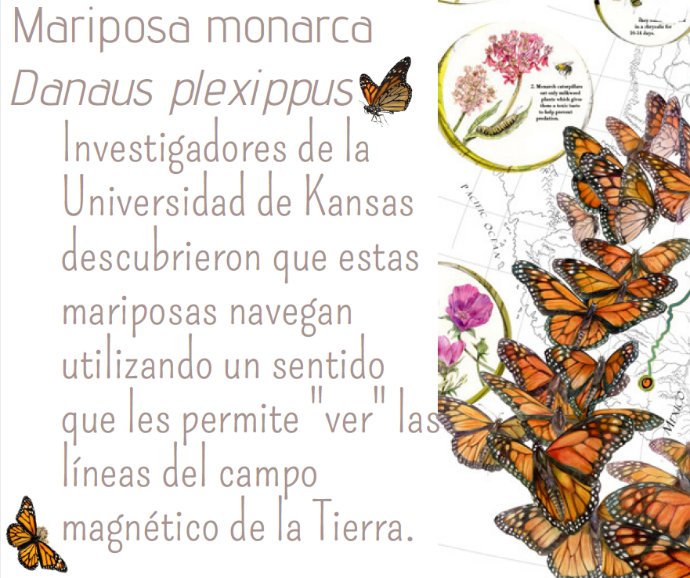 Mariposa monarca
Danaus plexippus
Investigadores de la
Universidad de Kansas
descubrieron que estas
mariposas navegan
utilizando un sentido
que les permite "ver" las
líneas del campo
magnético de la Tierra.
in a chrysalis for
10-14 days.
2. Monarch caterpillars
eat only milkweed
plants which give
them a toxic taste
to help prevent
predation.
PACIFIC OCEAN
MEXICO